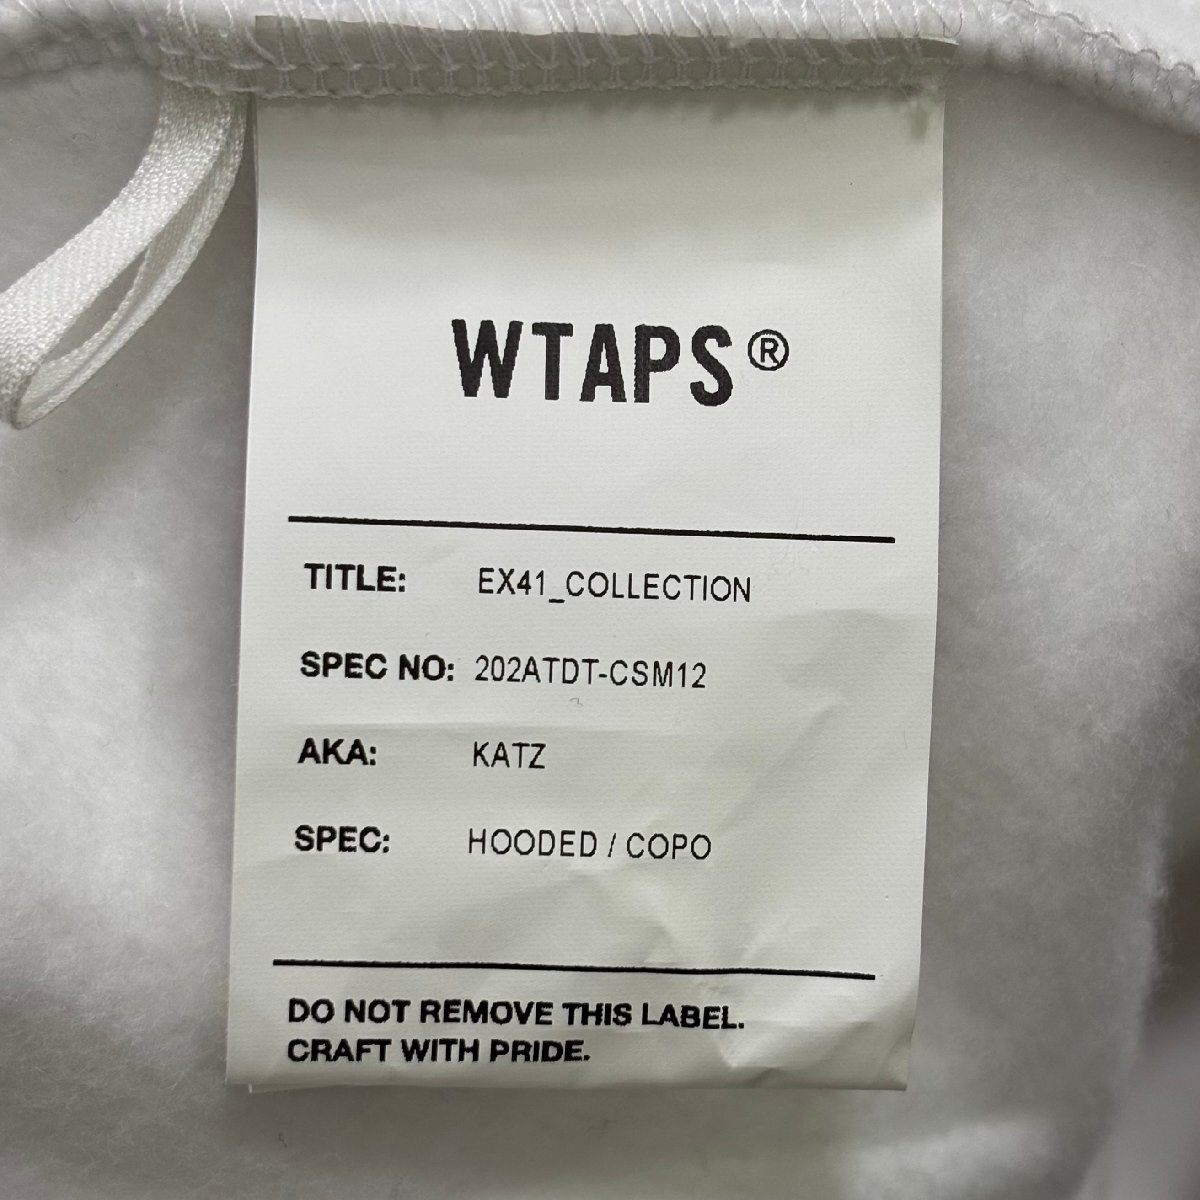 WTAPS®
TITLE: EX41_COLLECTION
SPEC NO: 202ATDT-CSM12
AKA: KATZ
SPEC: HOODED / COPO
DO NOT REMOVE THIS LABEL.
CRAFT WITH PRIDE.